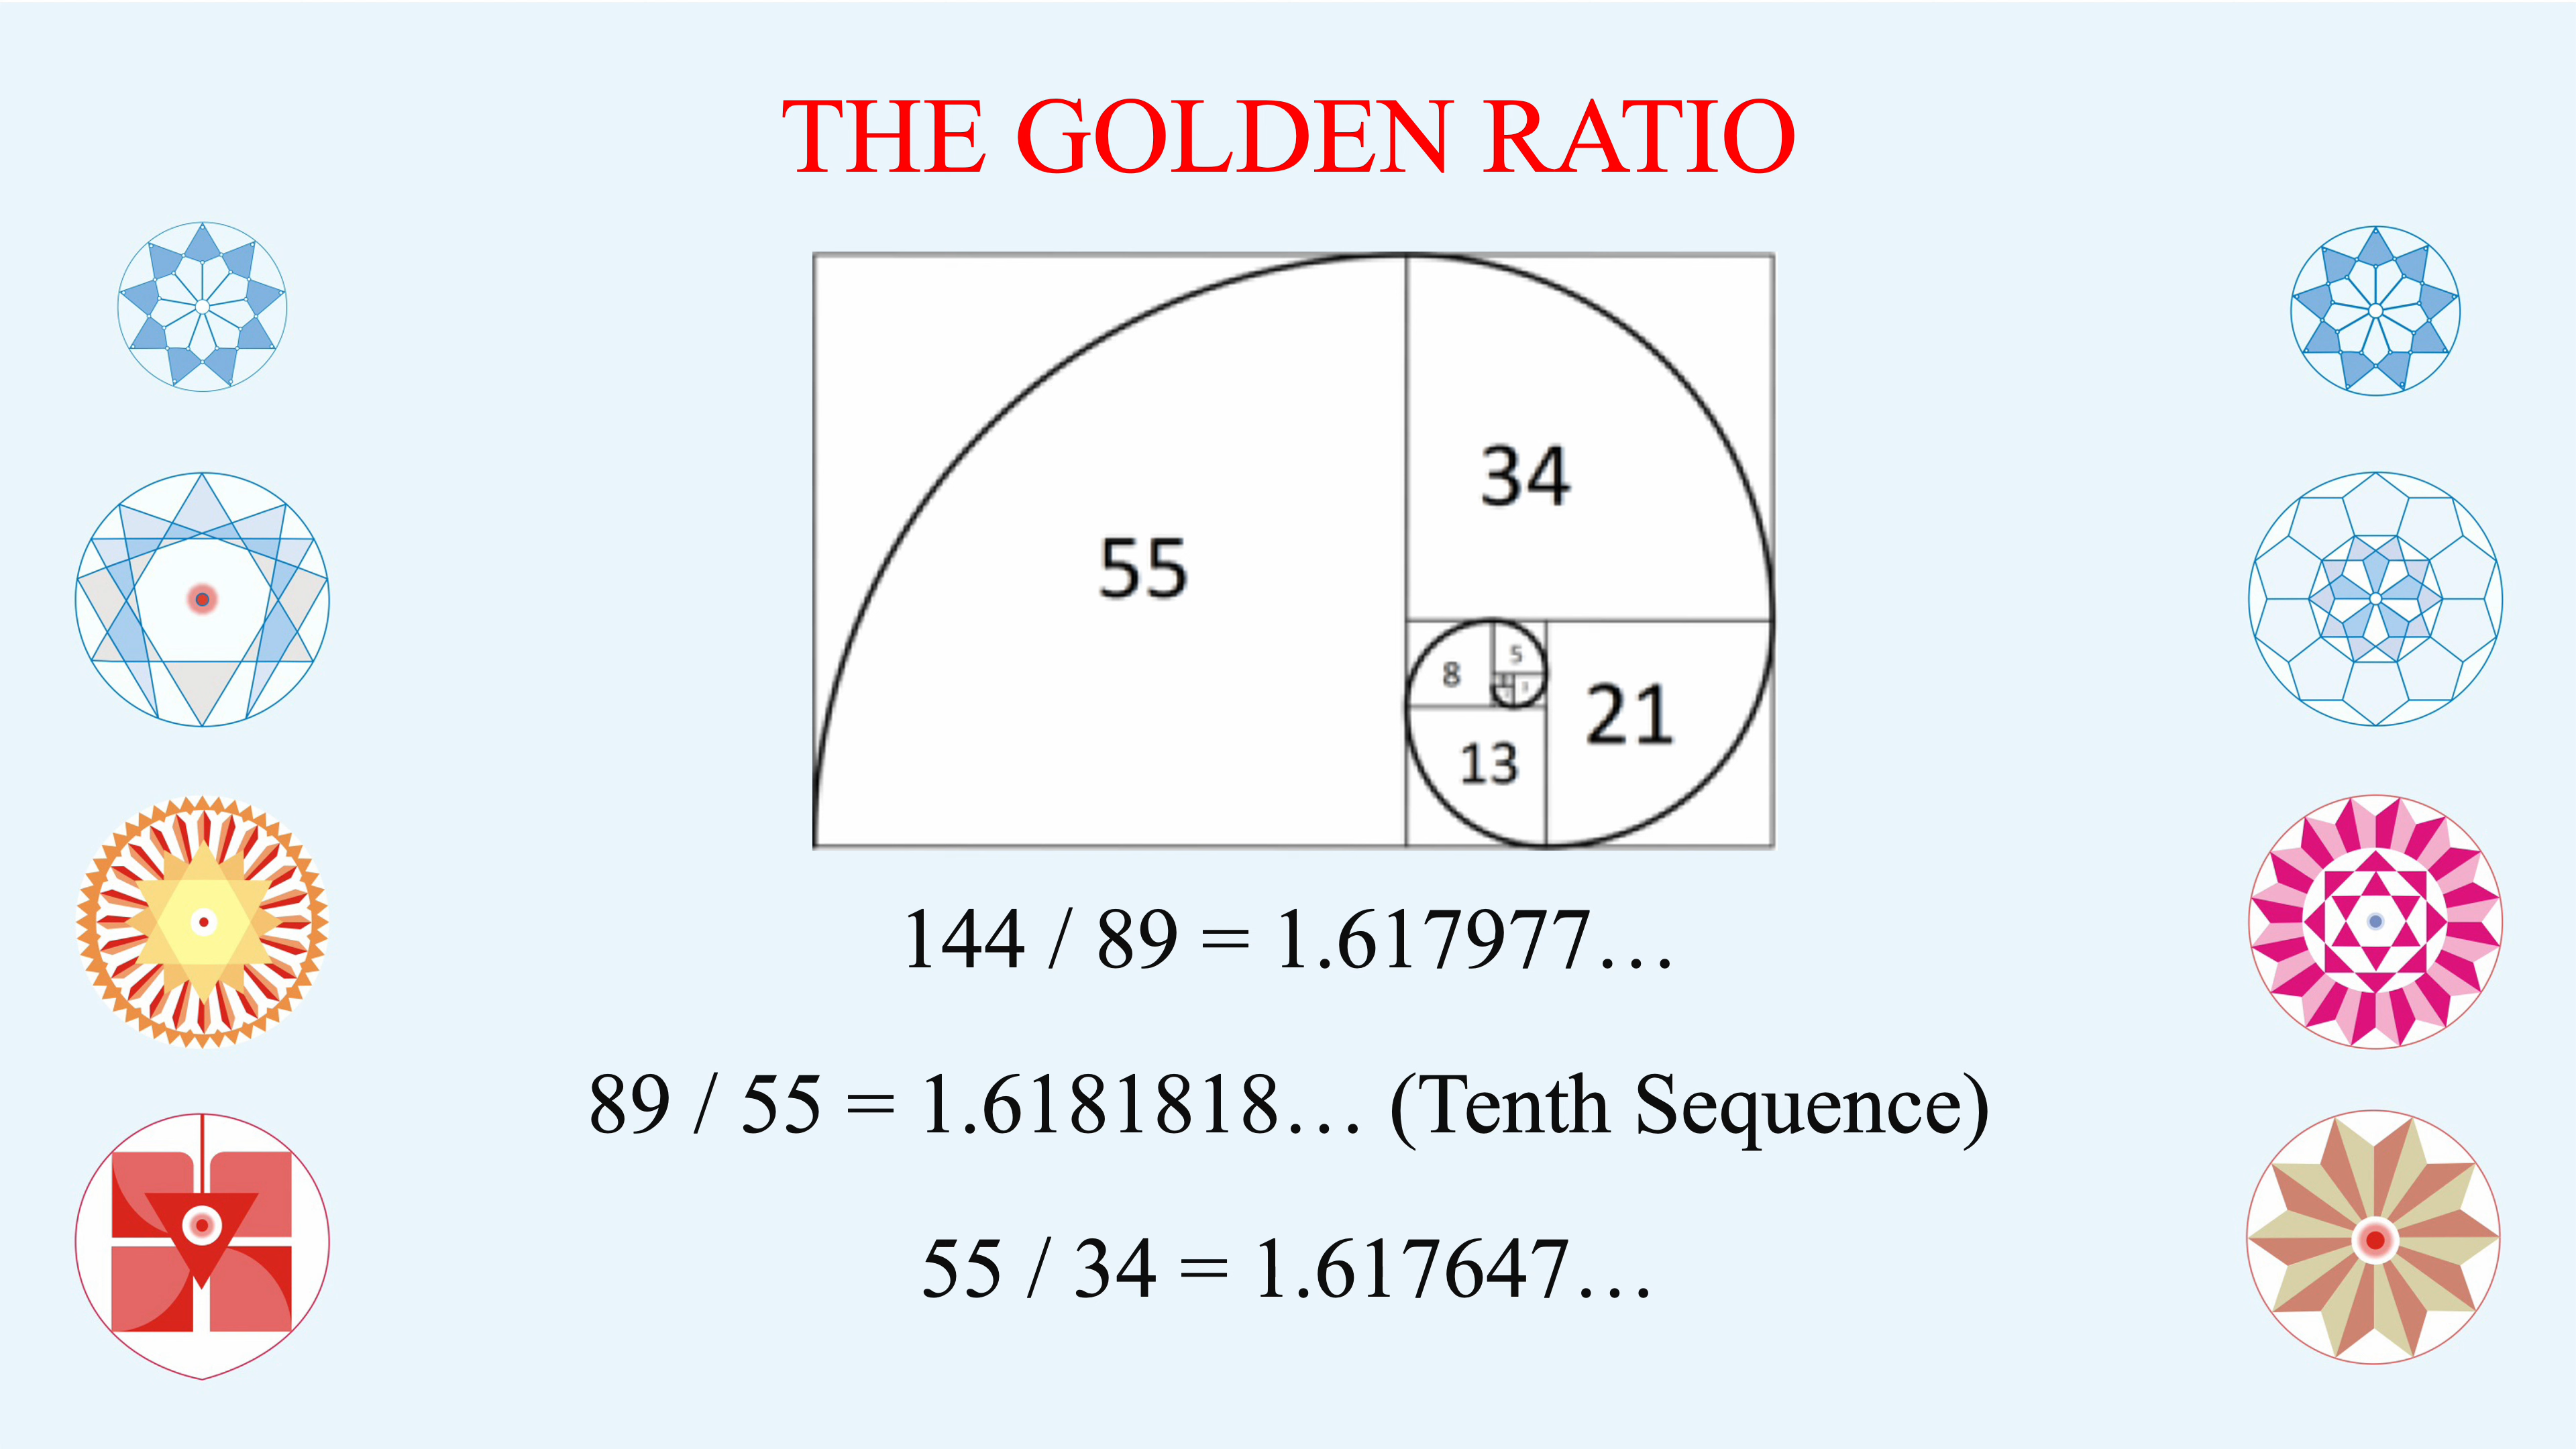 THE GOLDEN RATIO
55
34
8
5
21
13
144 / 89 = 1.617977…
89 / 55 = 1.6181818… (Tenth Sequence)
55 / 34 = 1.617647…